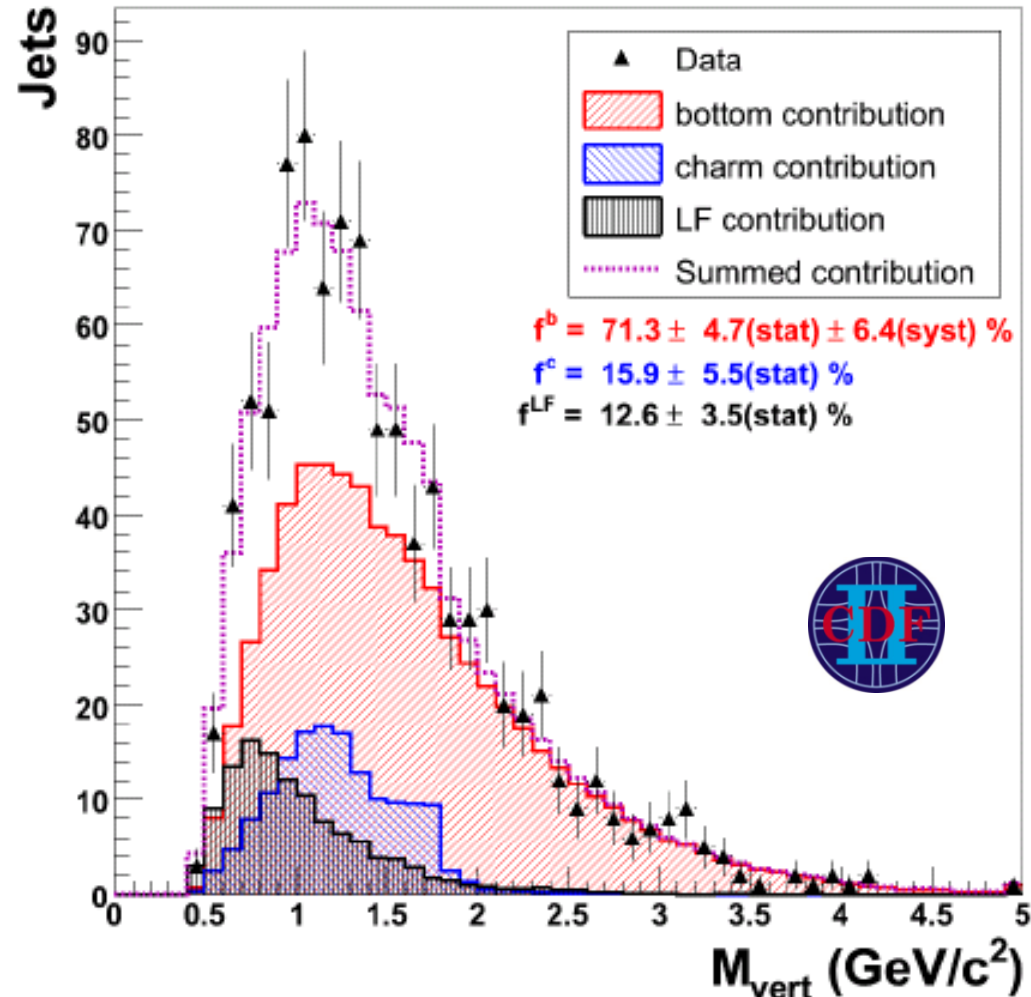 Jets
90
80
70
60
50
40
30
20
10
0
Data
bottom contribution
charm contribution
LF contribution
Summed contribution
f^b = 71.3 ± 4.7(stat) ± 6.4(syst) %
f^c = 15.9 ± 5.5(stat) %
f^LF = 12.6 ± 3.5(stat) %
CDF
II
0 0.5 1 1.5 2 2.5 3 3.5 4 4.5 5
M_vert (GeV/c²)